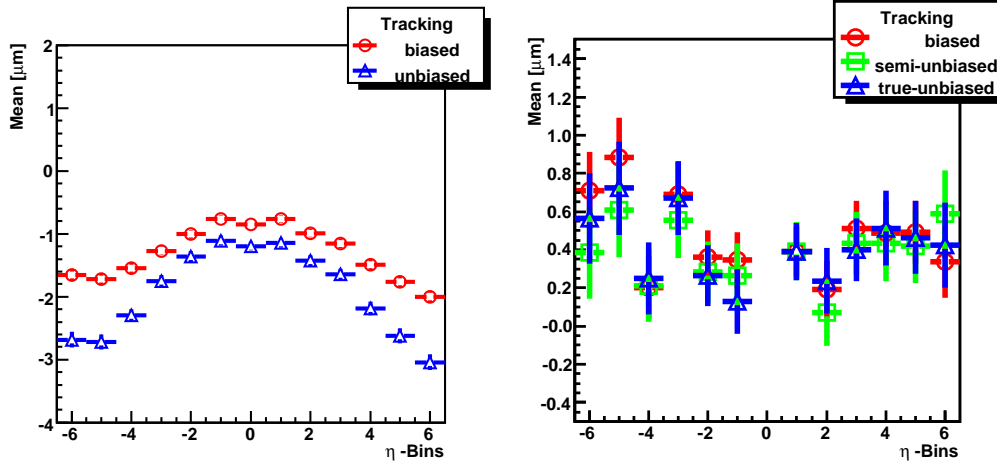 Tracking
biased
unbiased
Mean [μm]
2
1
0
-1
-2
-3
-4
-6 -4 -2 0 2 4 6
η -Bins
Tracking
biased
semi-unbiased
true-unbiased
Mean [μm]
1.4
1.2
1.0
0.8
0.6
0.4
0.2
-0.0
-0.2
-0.4
-6 -4 -2 0 2 4 6
η -Bins